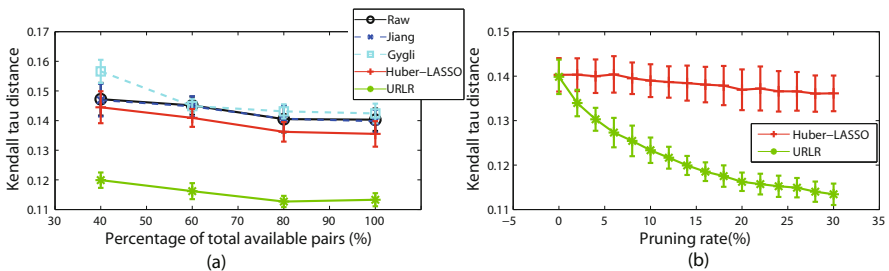 Raw
Jiang
Gygli
Huber-LASSO
URLR
Kendall tau distance
0.17
0.16
0.15
0.14
0.13
0.12
0.11
30 40 50 60 70 80 90 100 110
Percentage of total available pairs (%)
(a)
Kendall tau distance
0.15
0.14
0.13
0.12
0.1
Huber-LASSO
URLR
-5 0 5 10 15 20 25 30 35
Pruning rate(%)
(b)